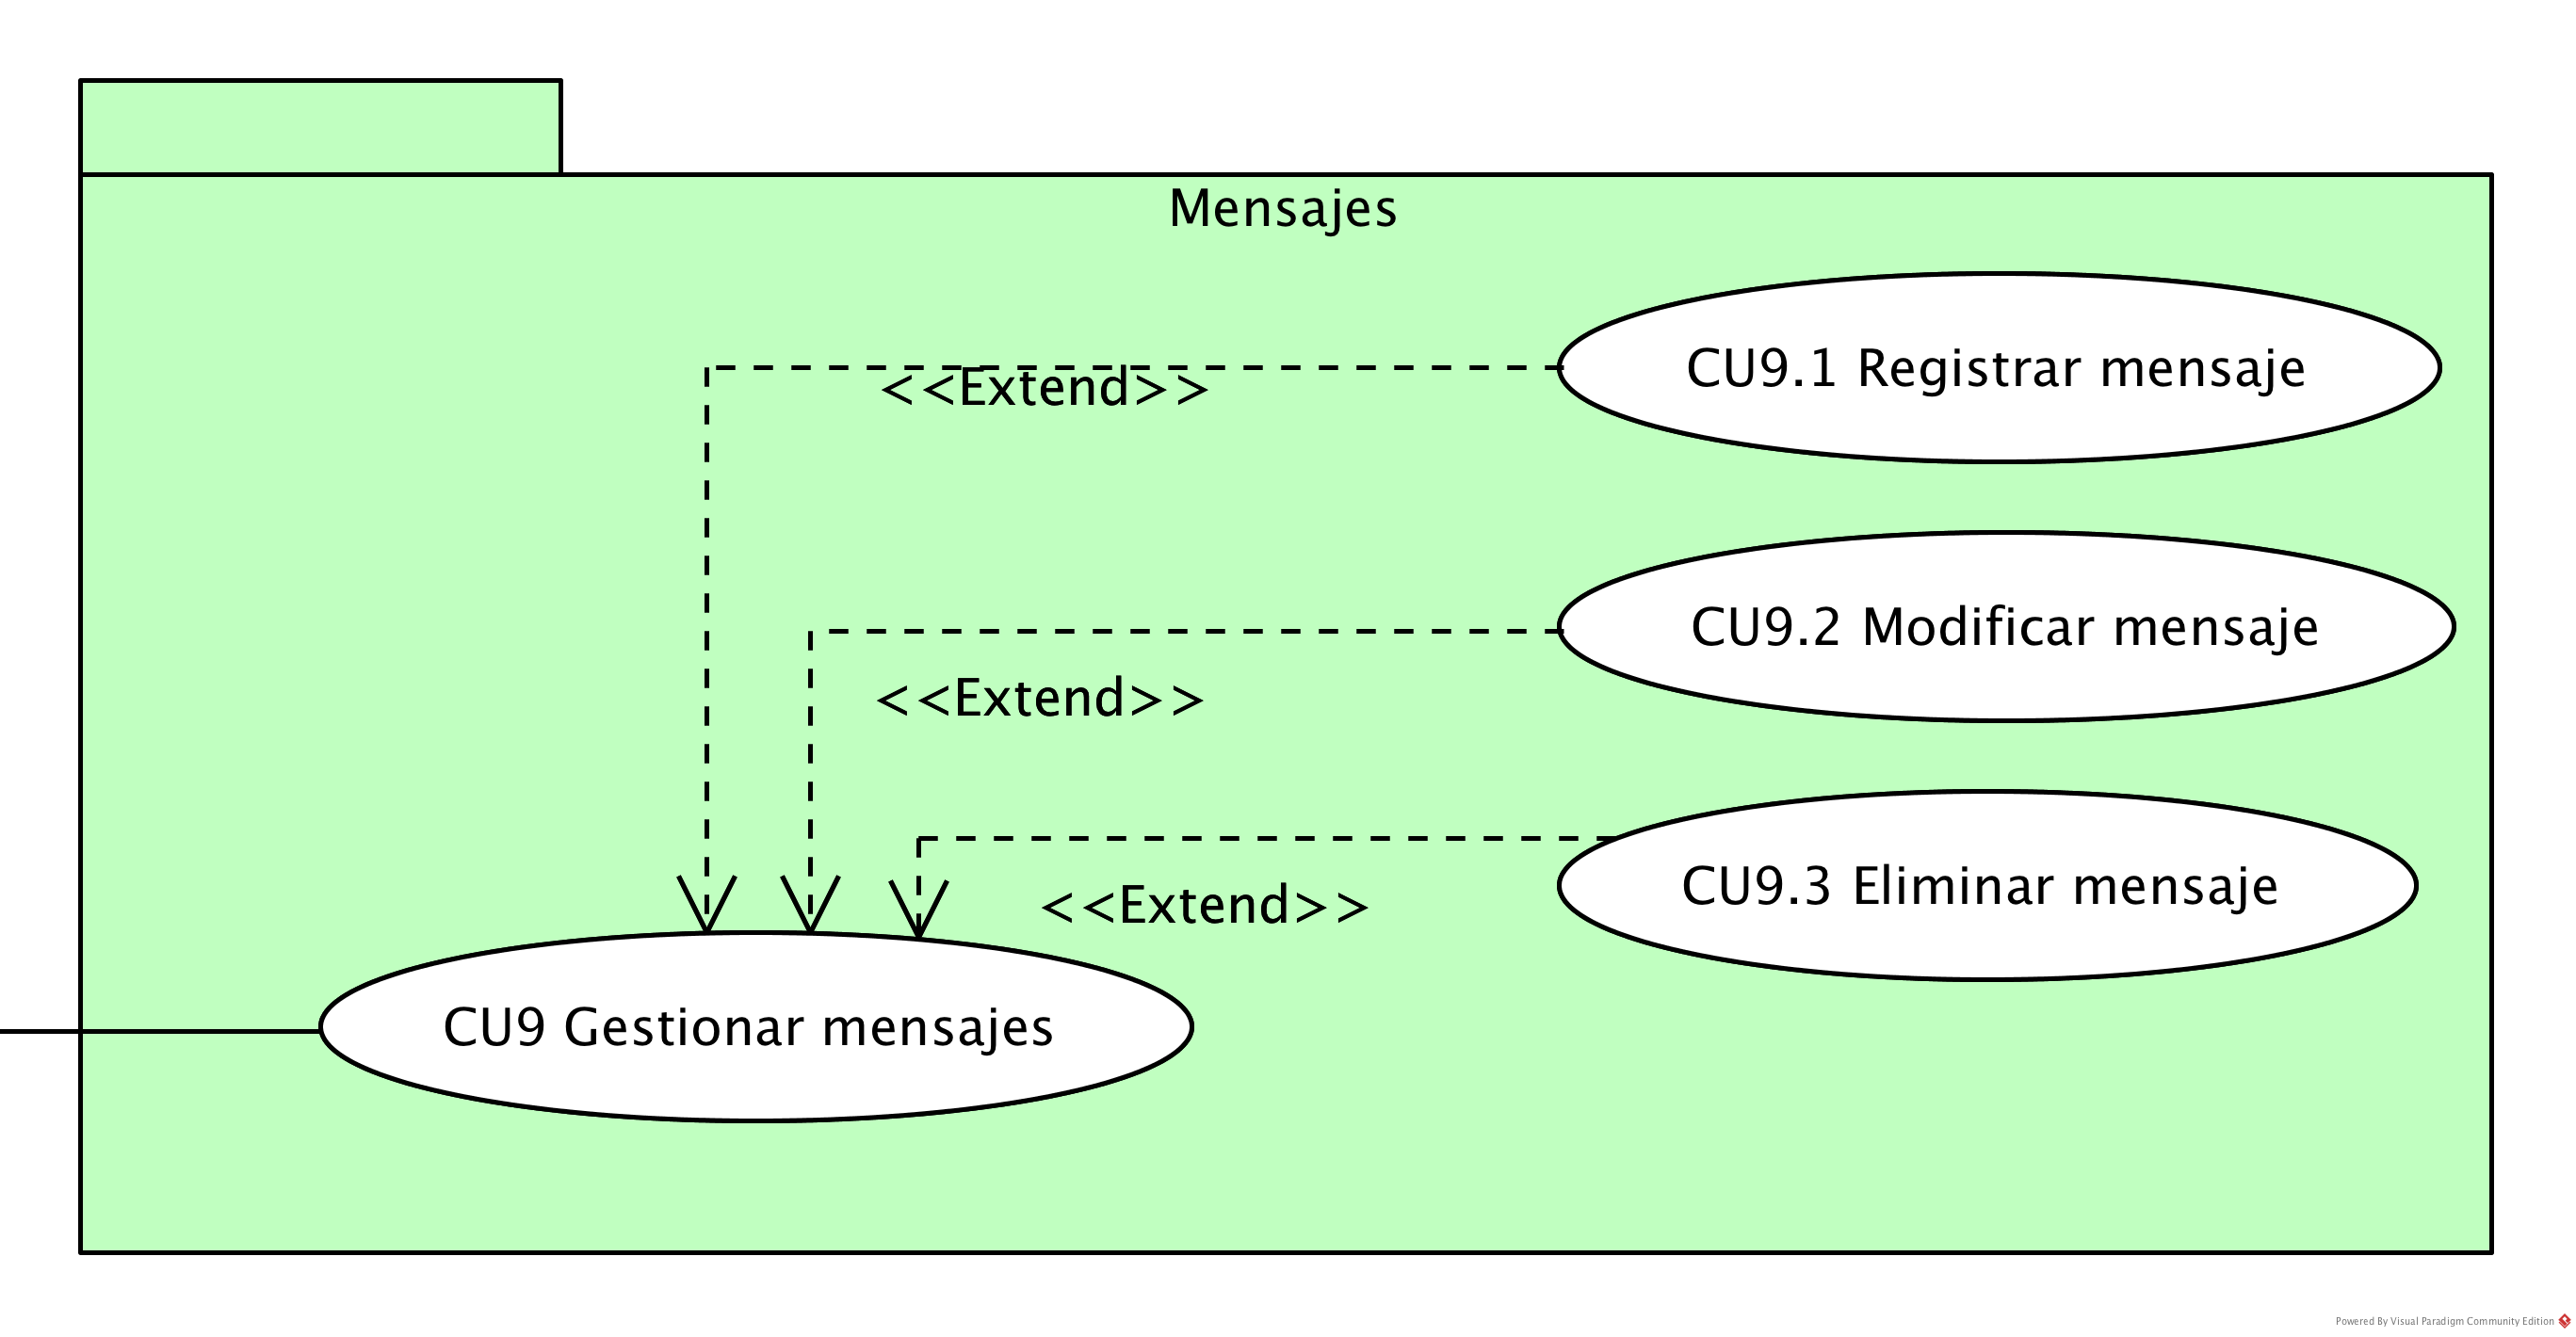 Mensajes
CU9.1 Registrar mensaje
<<Extend>>
CU9.2 Modificar mensaje
<<Extend>>
CU9.3 Eliminar mensaje
<<Extend>>
CU9 Gestionar mensajes
Powered By Visual Paradigm Community Edition